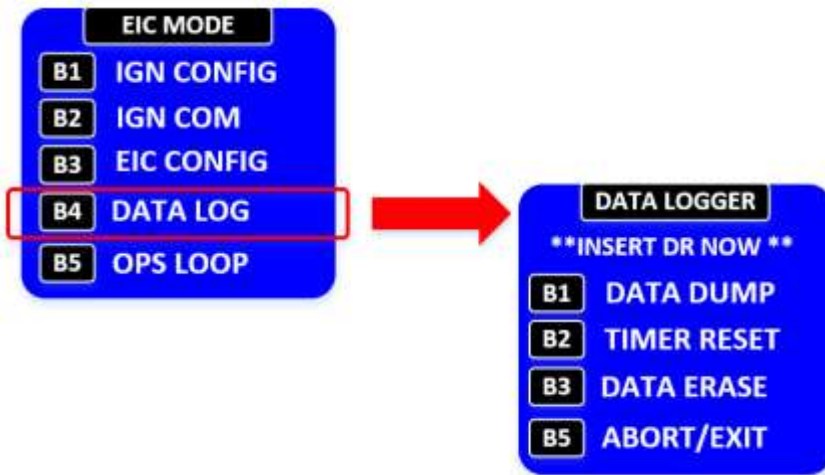 EIC MODE
B1 IGN CONFIG
B2 IGN COM
B3 EIC CONFIG
B4 DATA LOG
B5 OPS LOOP
DATA LOGGER
**INSERT DR NOW **
B1 DATA DUMP
B2 TIMER RESET
B3 DATA ERASE
B5 ABORT/EXIT